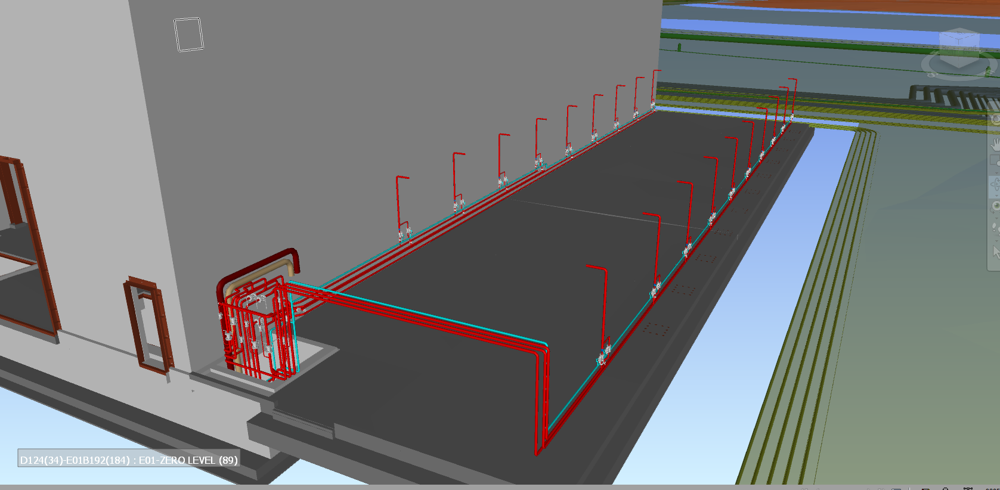 D124(34)-E01B192(184) : E01-ZERO LEVEL (89)